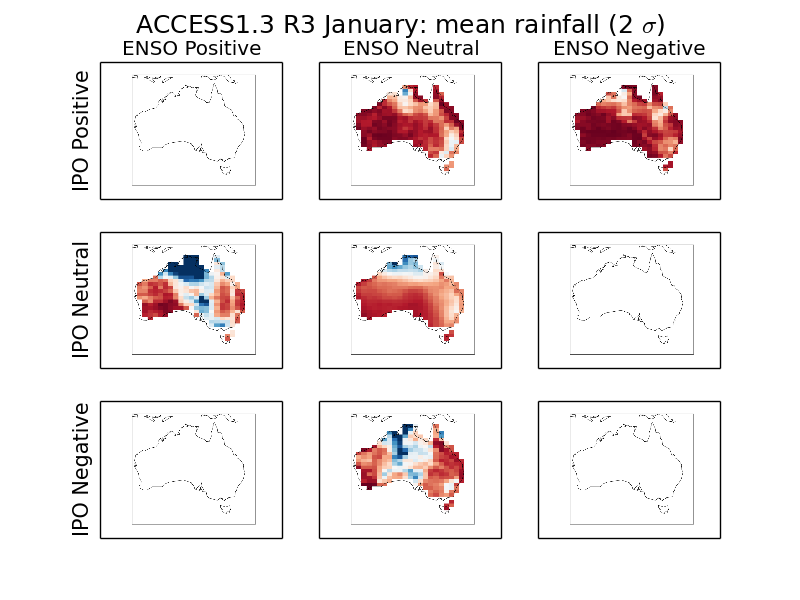 ACCESS1.3 R3 January: mean rainfall (2 σ)
ENSO Positive ENSO Neutral ENSO Negative
IPO Positive
IPO Neutral
IPO Negative